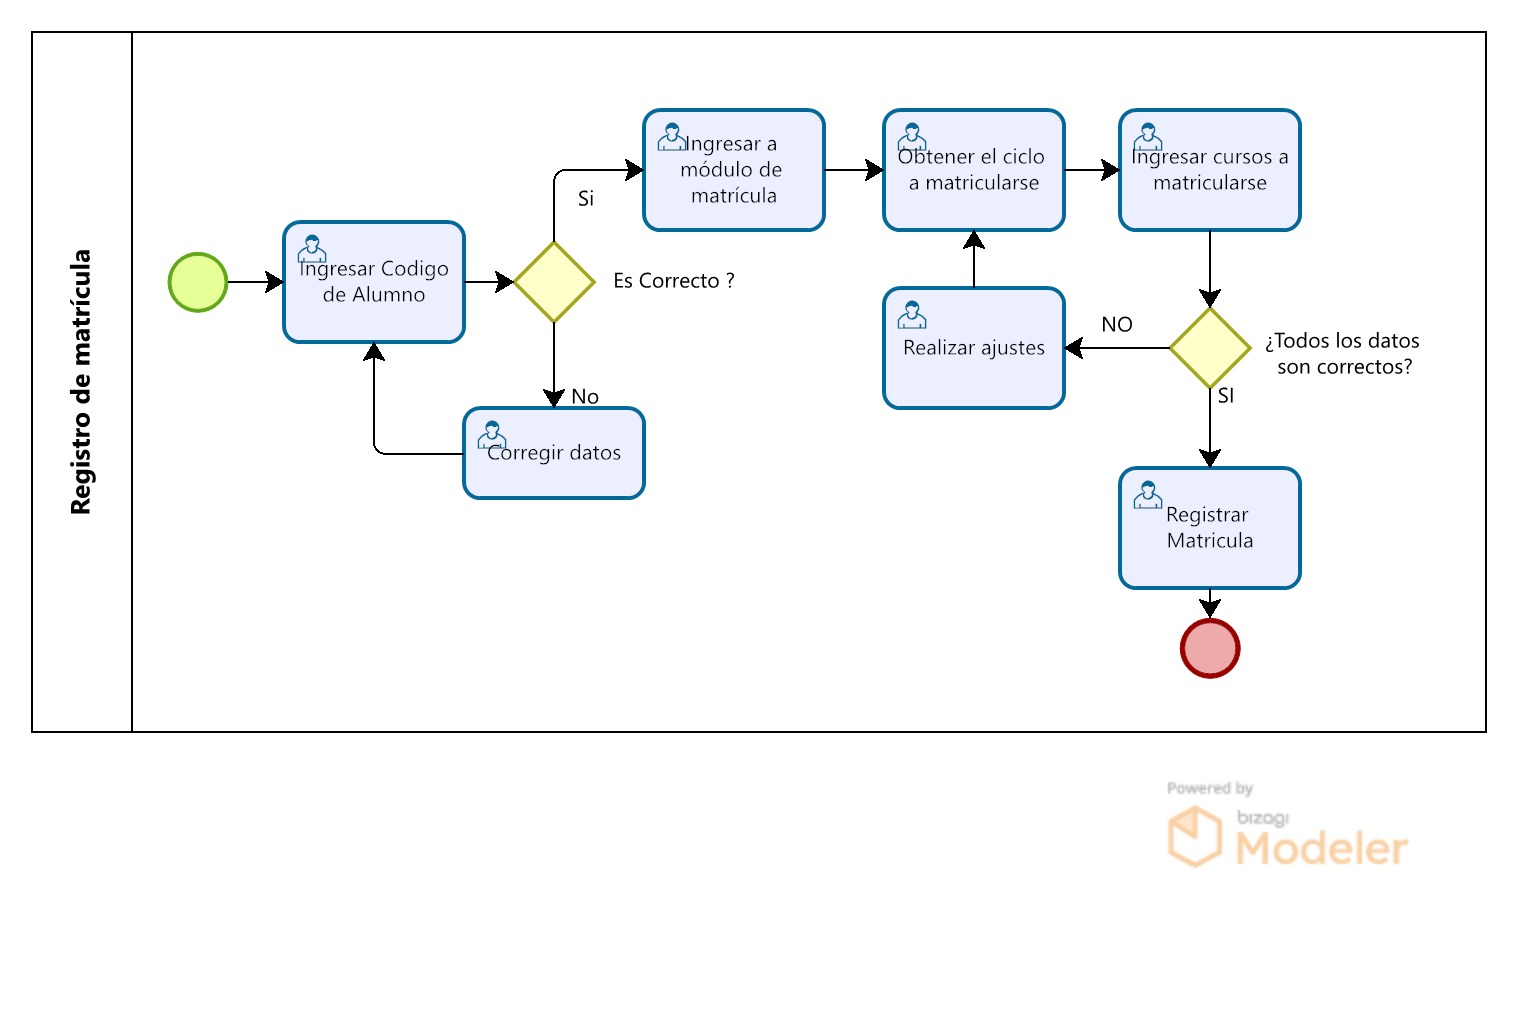 Registro de matrícula
Ingresar Codigo
de Alumno
Es Correcto ?
Si
No
Corregir datos
Ingresar a
módulo de
matrícula
Obtener el ciclo
a matricularse
Ingresar cursos a
matricularse
¿Todos los datos
son correctos?
NO
Realizar ajustes
SI
Registrar
Matricula
Powered by
bizagi
Modeler